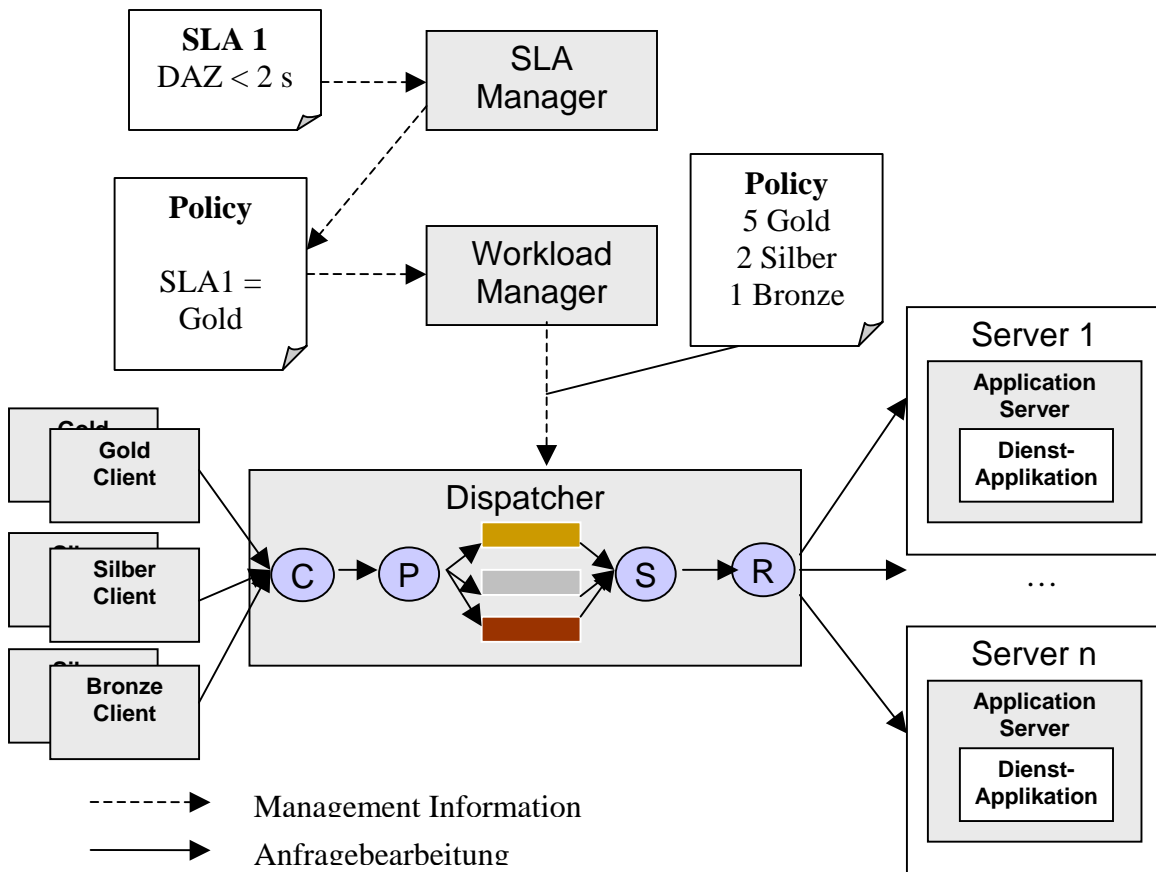 SLA 1
DAZ < 2 s
SLA
Manager
Policy
SLA1 =
Gold
Workload
Manager
Policy
5 Gold
2 Silber
1 Bronze
Server 1
Application
Server
Dienst-
Applikation
Gold
Gold
Client
Silber
Client
Bronze
Client
Dispatcher
C
P
S
R
…
Server n
Application
Server
Dienst-
Applikation
Management Information
Anfragebearbeitung